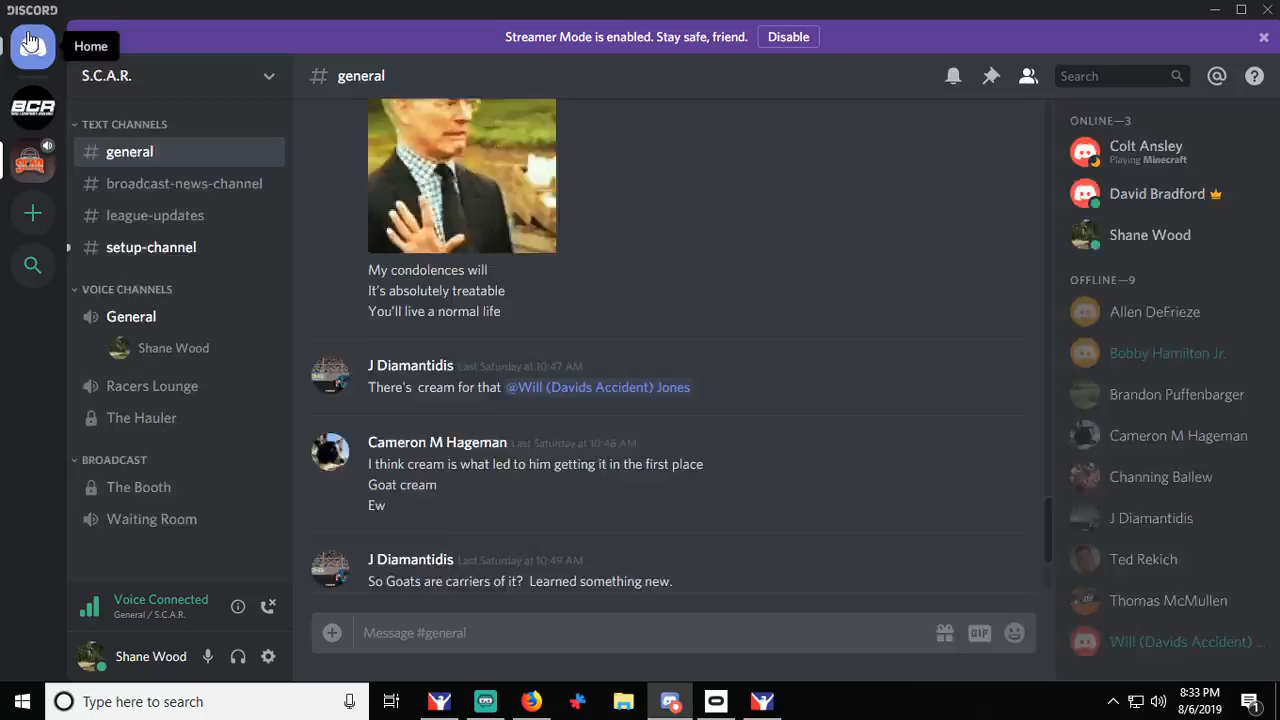 DISCORD
Streamer Mode is enabled. Stay safe, friend.
Disable
Home
BCR
S.C.A.R.
TEXT CHANNELS
# general
# broadcast-news-channel
# league-updates
# setup-channel
VOICE CHANNELS
General
Shane Wood
Racers Lounge
The Hauler
BROADCAST
The Booth
Waiting Room
Voice Connected
General / S.C.A.R.
Shane Wood
# general
Search
My condolences will
It's absolutely treatable
You'll live a normal life
J Diamantidis Last Saturday at 10:47 AM
There's cream for that @Will (Davids Accident) Jones
Cameron M Hageman Last Saturday at 10:48 AM
I think cream is what led to him getting it in the first place
Goat cream
Ew
J Diamantidis Last Saturday at 10:49 AM
So Goats are carriers of it? Learned something new.
Message #general
GIF
ONLINE—3
Colt Ansley
Playing Minecraft
David Bradford
Shane Wood
OFFLINE—9
Allen DeFrieze
Bobby Hamilton Jr.
Brandon Puffenbarger
Cameron M Hageman
Channing Ballew
J Diamantidis
Ted Rekich
Thomas McMullen
Will (Davids Accident) ...
Type here to search
8:33 PM
8/6/2019
1